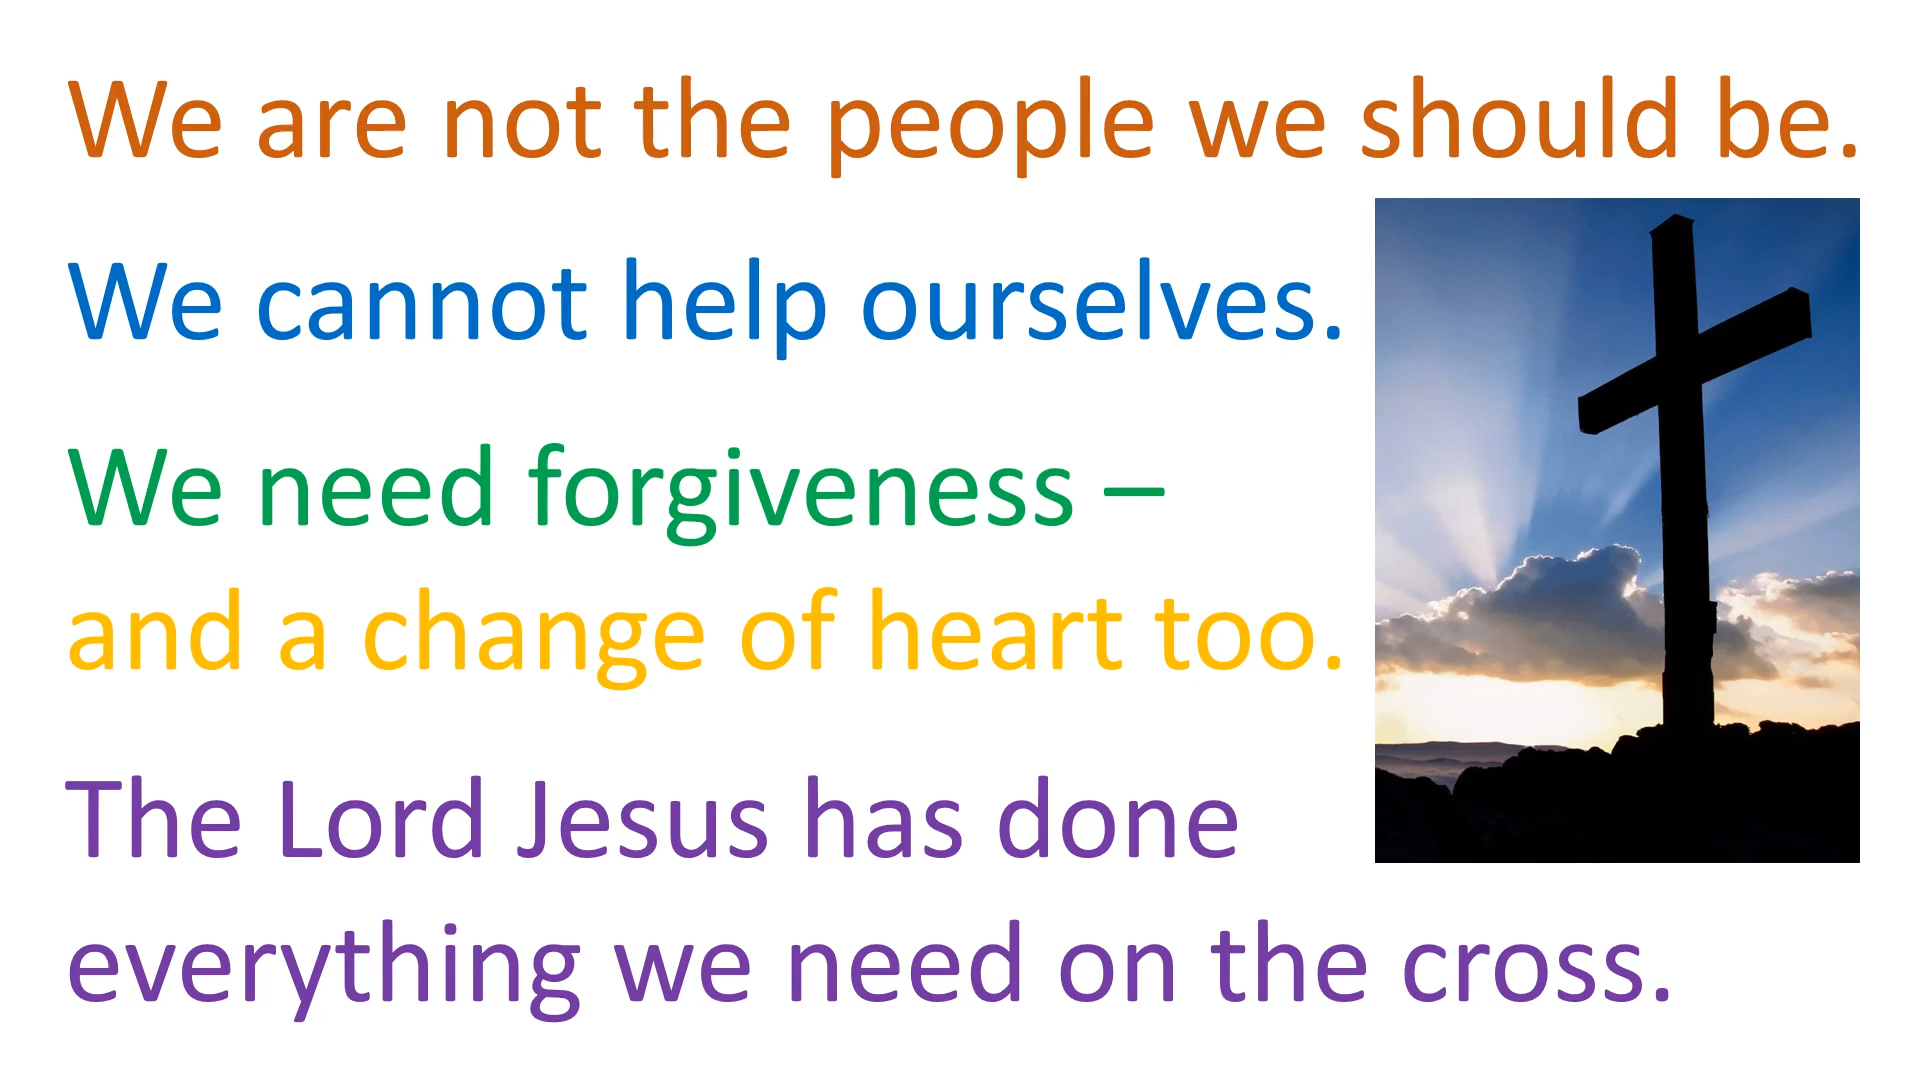 We are not the people we should be.
We cannot help ourselves.
We need forgiveness –
and a change of heart too.
The Lord Jesus has done
everything we need on the cross.